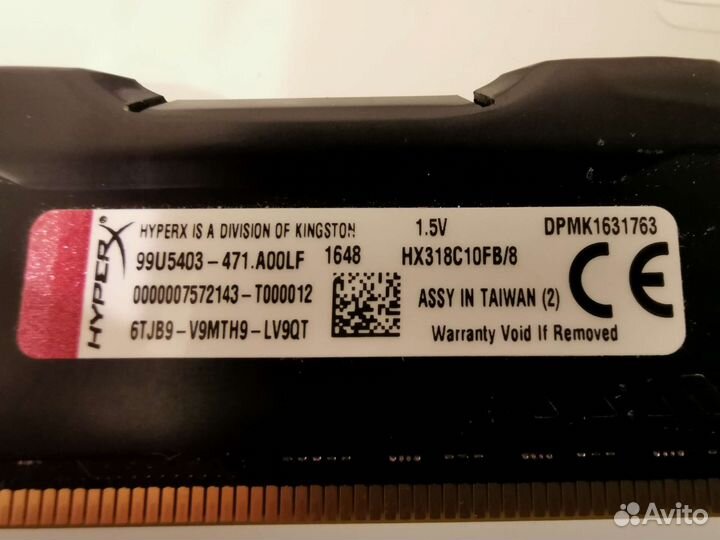 HYPERX®
HYPERX IS A DIVISION OF KINGSTON 1.5V DPMK1631763
99U5403-471.A00LF 1648 HX318C10FB/8
0000007572143-T000012 ASSY IN TAIWAN (2) CE
6TJB9-V9MTH9-LV9QT Warranty Void If Removed
Avito